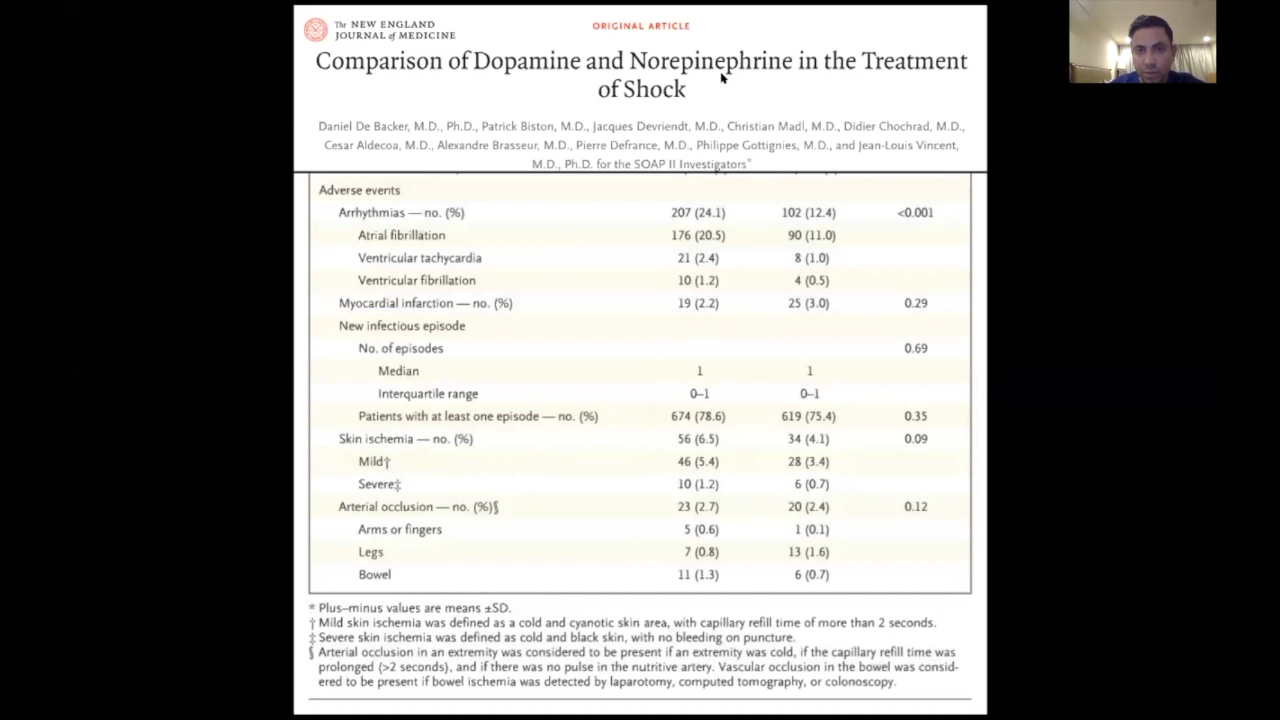 The NEW ENGLAND
JOURNAL of MEDICINE
ORIGINAL ARTICLE
Comparison of Dopamine and Norepinephrine in the Treatment
of Shock
Daniel De Backer, M.D., Ph.D., Patrick Biston, M.D., Jacques Devriendt, M.D., Christian Madl, M.D., Didier Chochrad, M.D.,
Cesar Aldecoa, M.D., Alexandre Brasseur, M.D., Pierre Defrance, M.D., Philippe Gottignies, M.D., and Jean-Louis Vincent,
M.D., Ph.D. for the SOAP II Investigators*
Adverse events
Arrhythmias — no. (%) 207 (24.1) 102 (12.4) <0.001
Atrial fibrillation 176 (20.5) 90 (11.0)
Ventricular tachycardia 21 (2.4) 8 (1.0)
Ventricular fibrillation 10 (1.2) 4 (0.5)
Myocardial infarction — no. (%) 19 (2.2) 25 (3.0) 0.29
New infectious episode
No. of episodes 0.69
Median 1 1
Interquartile range 0–1 0–1
Patients with at least one episode — no. (%) 674 (78.6) 619 (75.4) 0.35
Skin ischemia — no. (%) 56 (6.5) 34 (4.1) 0.09
Mild† 46 (5.4) 28 (3.4)
Severe‡ 10 (1.2) 6 (0.7)
Arterial occlusion — no. (%)§ 23 (2.7) 20 (2.4) 0.12
Arms or fingers 5 (0.6) 1 (0.1)
Legs 7 (0.8) 13 (1.6)
Bowel 11 (1.3) 6 (0.7)
* Plus–minus values are means ±SD.
† Mild skin ischemia was defined as a cold and cyanotic skin area, with capillary refill time of more than 2 seconds.
‡ Severe skin ischemia was defined as cold and black skin, with no bleeding on puncture.
§ Arterial occlusion in an extremity was considered to be present if an extremity was cold, if the capillary refill time was
prolonged (>2 seconds), and if there was no pulse in the nutritive artery. Vascular occlusion in the bowel was consid-
ered to be present if bowel ischemia was detected by laparotomy, computed tomography, or colonoscopy.